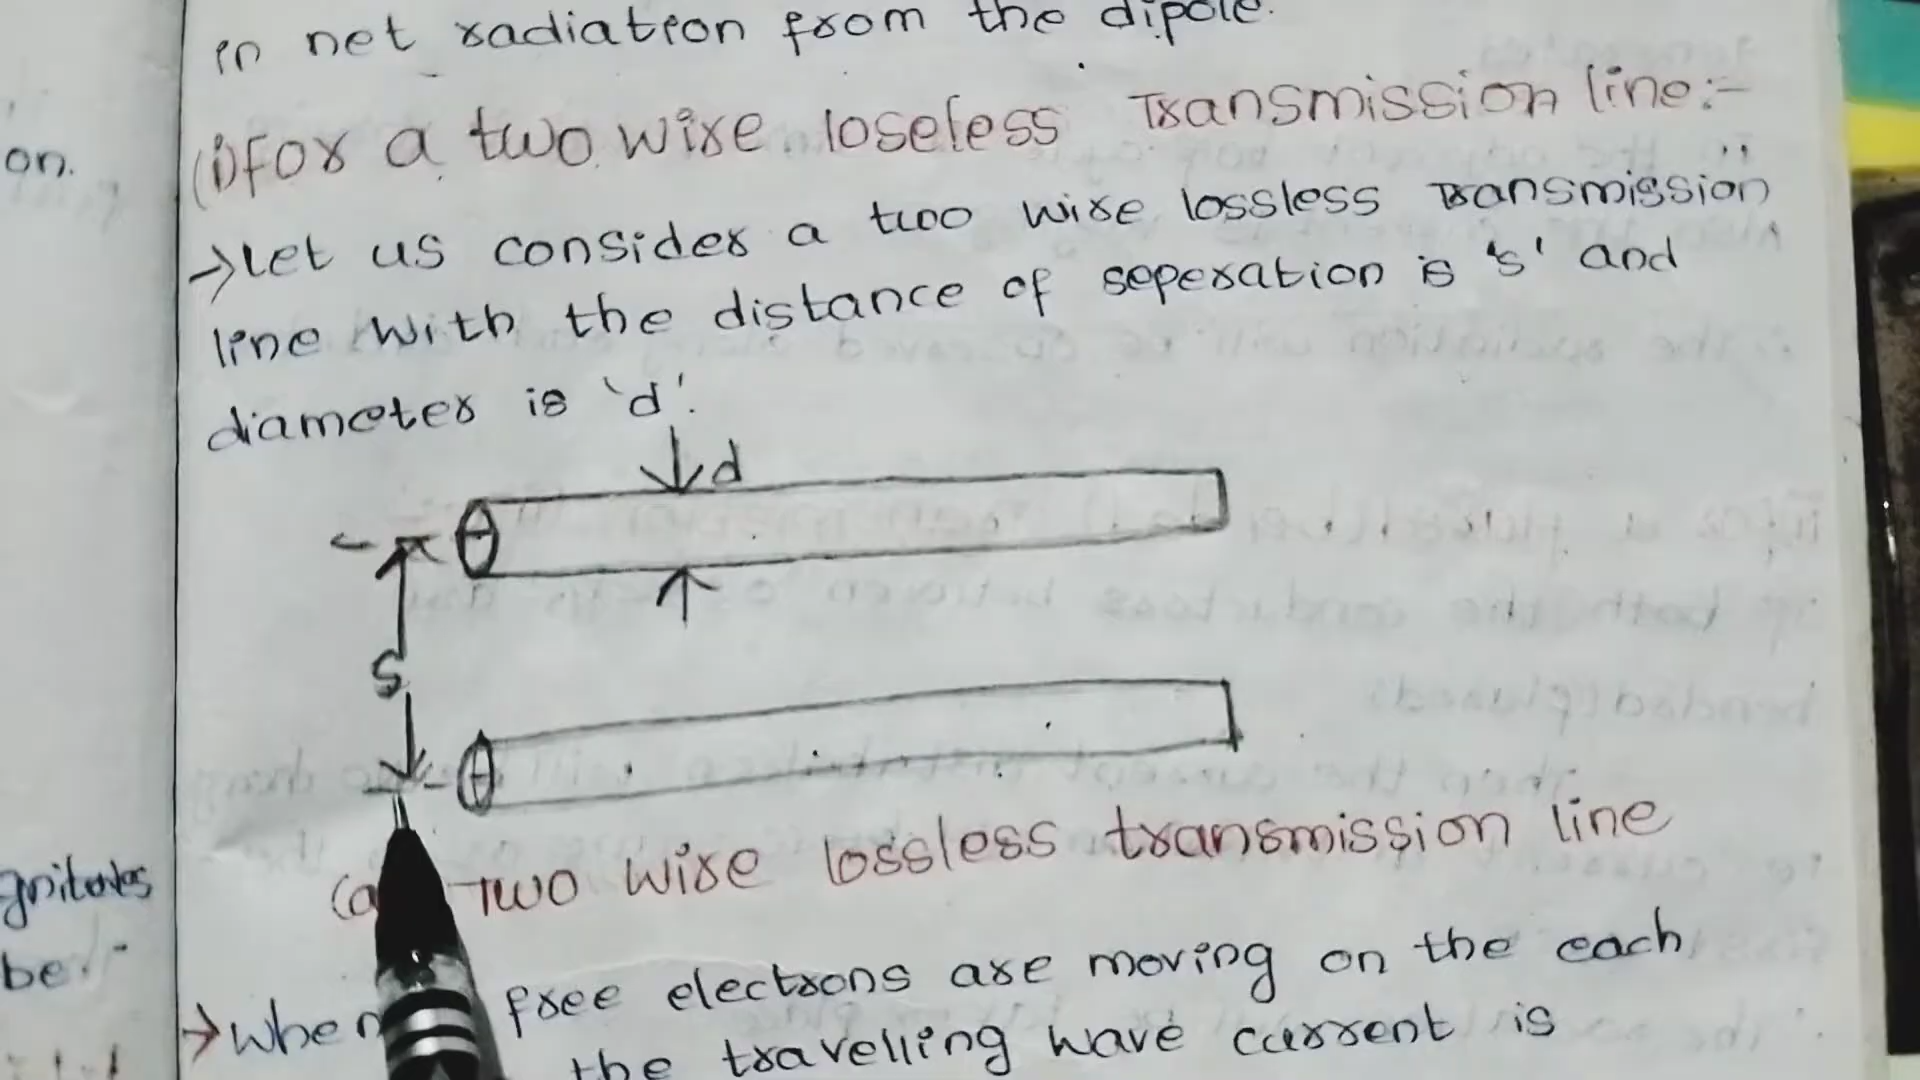 on.
gnitudes
be.
in net radiation from the dipole.
(i) For a two wire loseless Transmission line:-
→ Let us consider a two wire lossless Transmission
line with the distance of seperation is 's' and
diameter is 'd'.
d
S
(a) Two wire lossless transmission line
→ When free electrons are moving on the each
the travelling wave current is